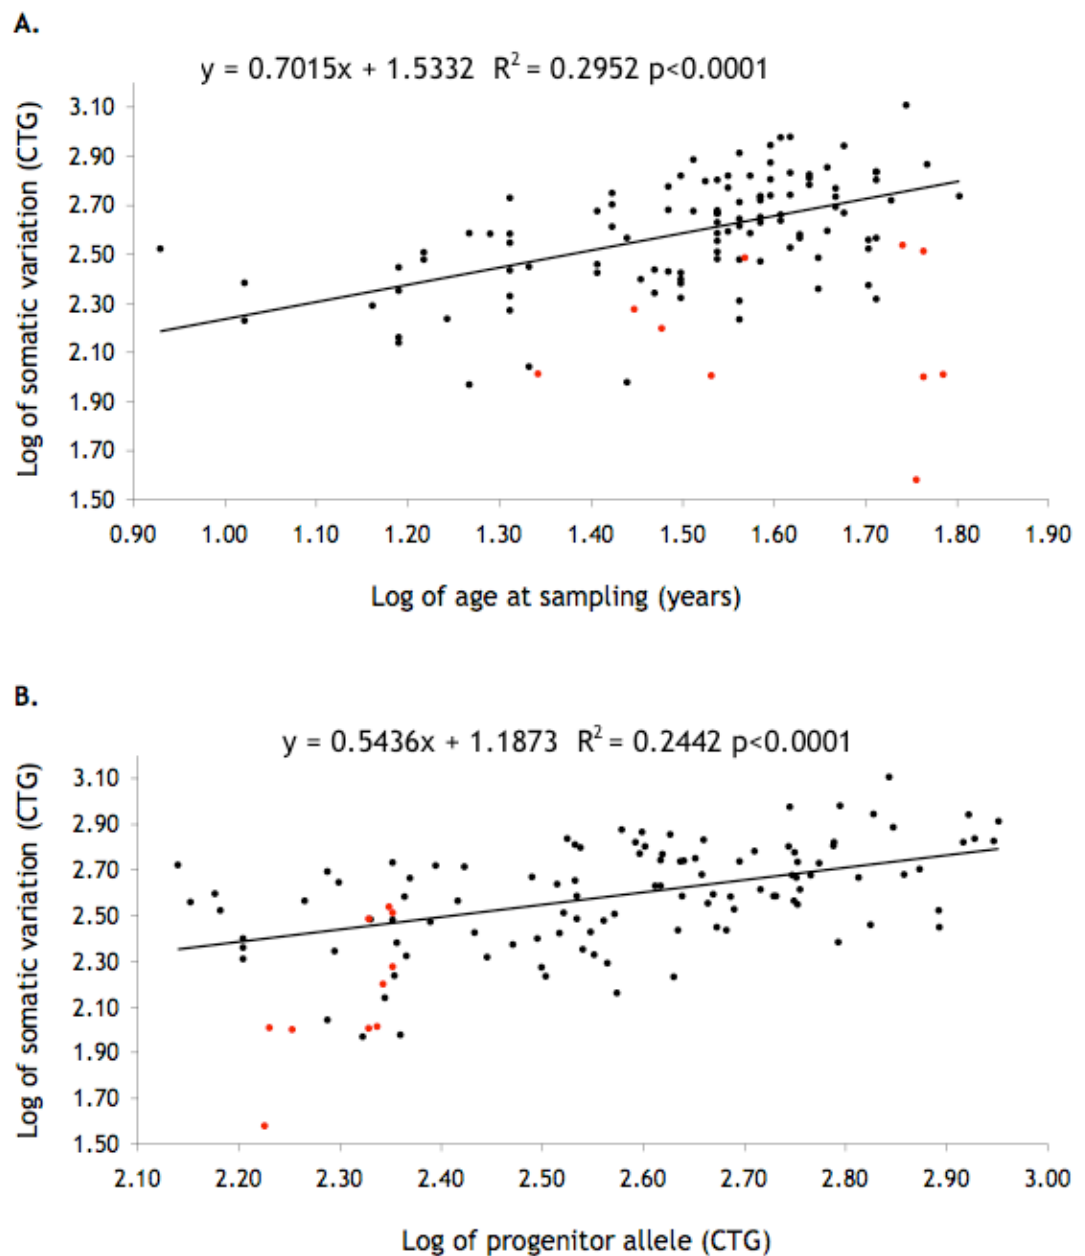 A.
y = 0.7015x + 1.5332 R² = 0.2952 p<0.0001
Log of somatic variation (CTG)
3.10
2.90
2.70
2.50
2.30
2.10
1.90
1.70
1.50
0.90 1.00 1.10 1.20 1.30 1.40 1.50 1.60 1.70 1.80 1.90
Log of age at sampling (years)
B.
y = 0.5436x + 1.1873 R² = 0.2442 p<0.0001
Log of somatic variation (CTG)
3.10
2.90
2.70
2.50
2.30
2.10
1.90
1.70
1.50
2.10 2.20 2.30 2.40 2.50 2.60 2.70 2.80 2.90 3.00
Log of progenitor allele (CTG)